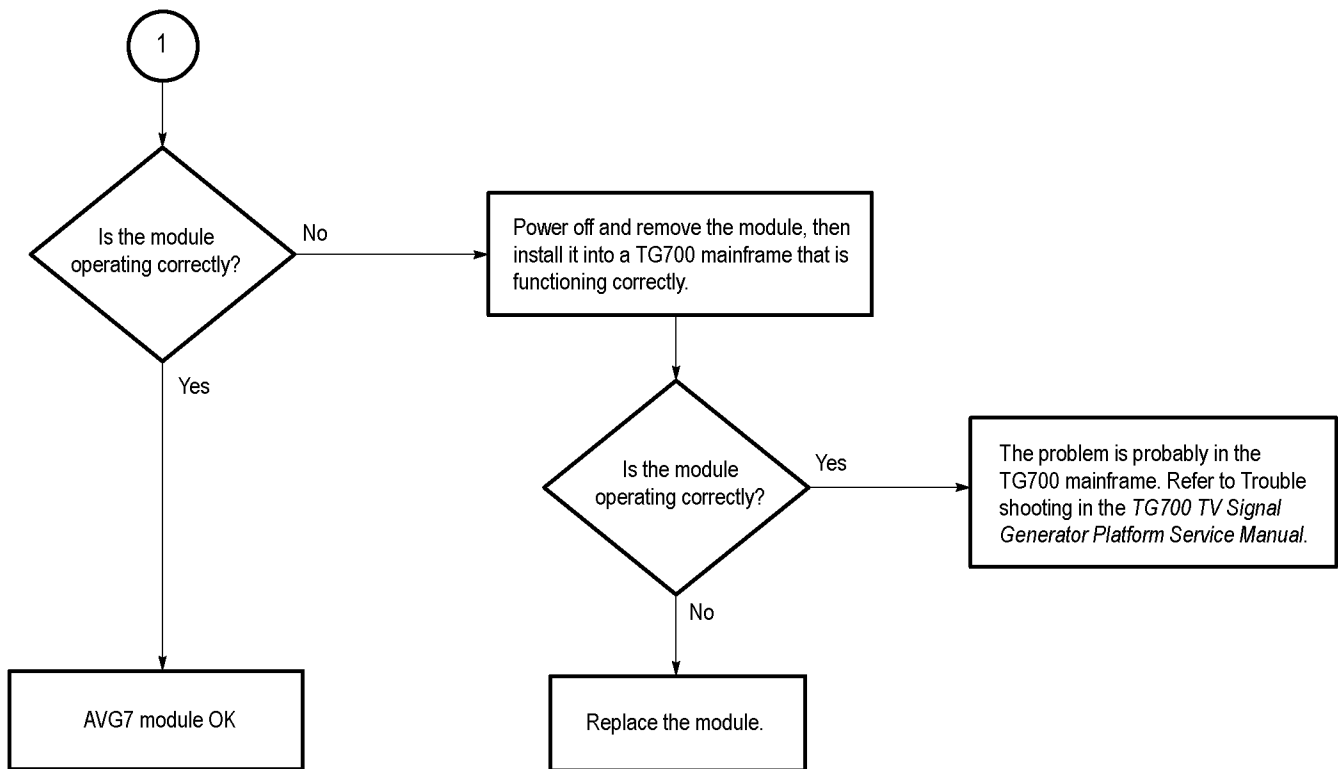 1
Is the module
operating correctly?
No
Power off and remove the module, then
install it into a TG700 mainframe that is
functioning correctly.
Yes
Is the module
operating correctly?
Yes
The problem is probably in the
TG700 mainframe. Refer to Trouble
shooting in the TG700 TV Signal
Generator Platform Service Manual.
No
AVG7 module OK
Replace the module.